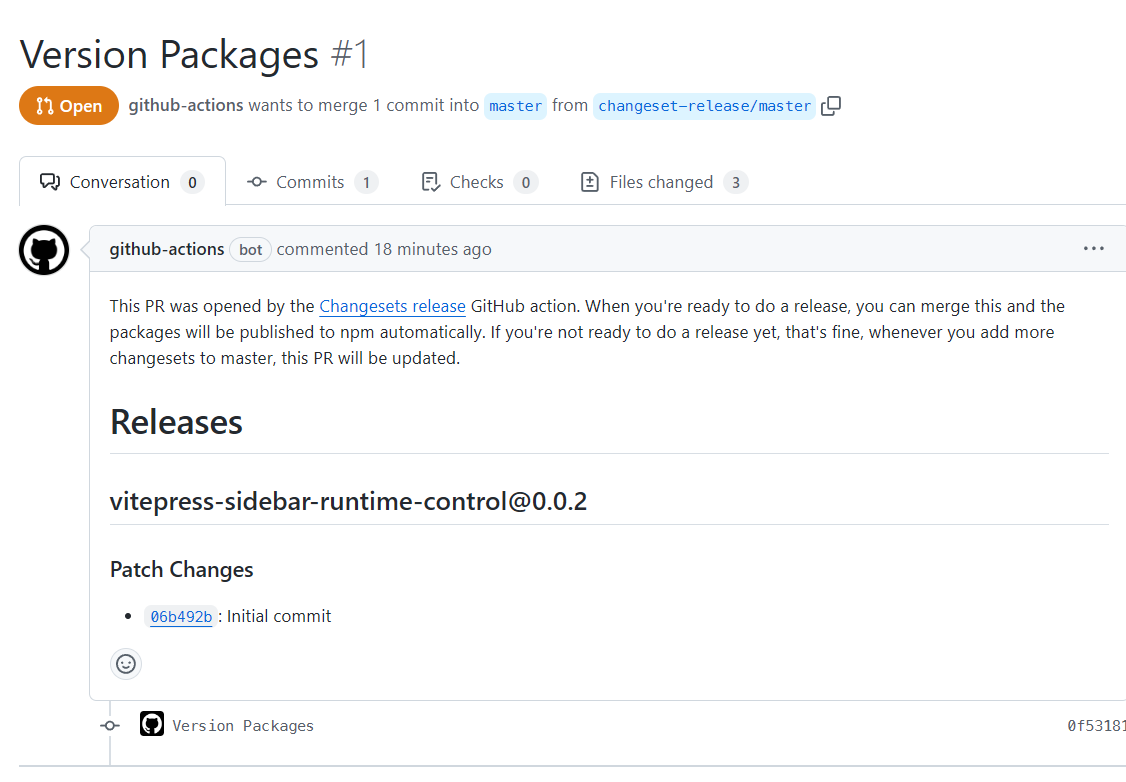 Version Packages #1
Open github-actions wants to merge 1 commit into master from changeset-release/master
Conversation 0 Commits 1 Checks 0 Files changed 3
github-actions bot commented 18 minutes ago
This PR was opened by the Changesets release GitHub action. When you're ready to do a release, you can merge this and the
packages will be published to npm automatically. If you're not ready to do a release yet, that's fine, whenever you add more
changesets to master, this PR will be updated.
Releases
vitepress-sidebar-runtime-control@0.0.2
Patch Changes
• 06b492b: Initial commit
Version Packages 0f53181